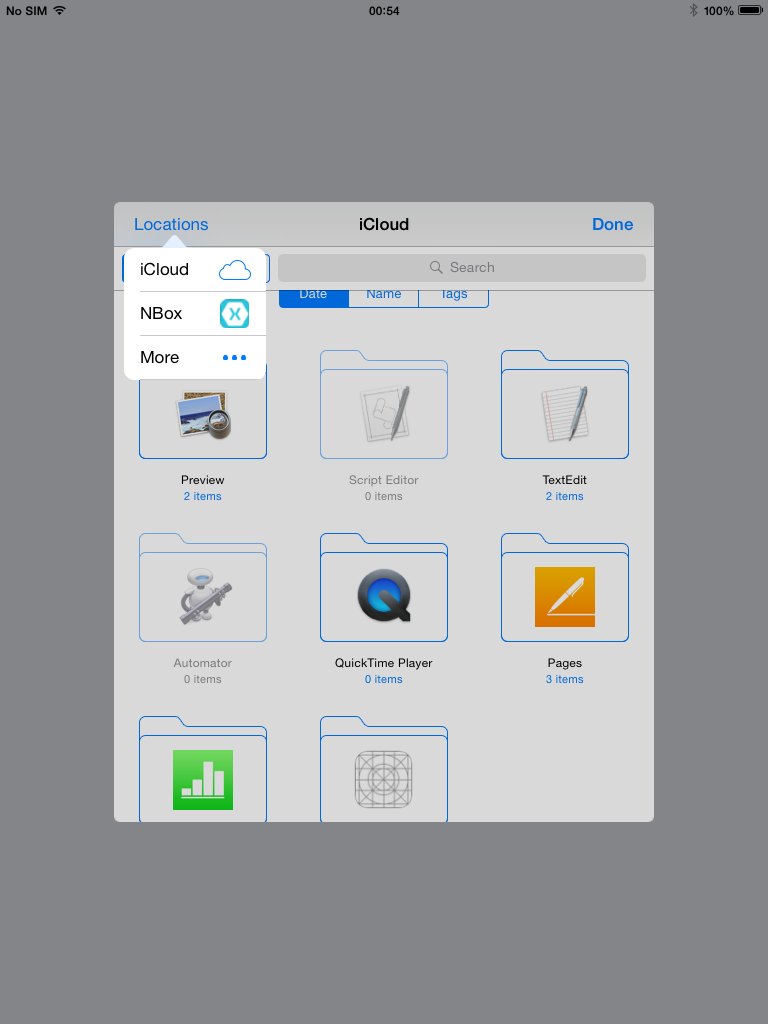 No SIM 00:54 100%
Locations iCloud Done
iCloud
Search
NBox
Date Name Tags
More
Preview Script Editor TextEdit
2 items 0 items 2 items
Automator QuickTime Player Pages
0 items 0 items 3 items